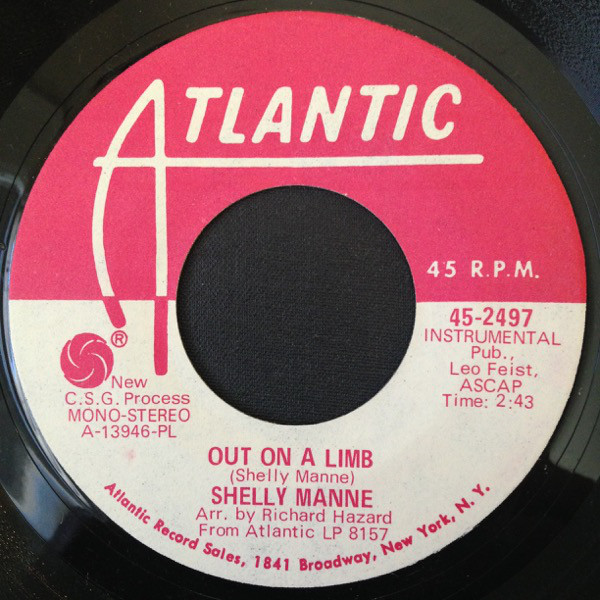 ATLANTIC
45 R.P.M.
®
45-2497
INSTRUMENTAL
Pub.,
Leo Feist,
ASCAP
Time: 2:43
New
C.S.G. Process
MONO-STEREO
A-13946-PL
OUT ON A LIMB
(Shelly Manne)
SHELLY MANNE
Arr. by Richard Hazard
From Atlantic LP 8157
Atlantic Record Sales, 1841 Broadway, New York, N.Y.